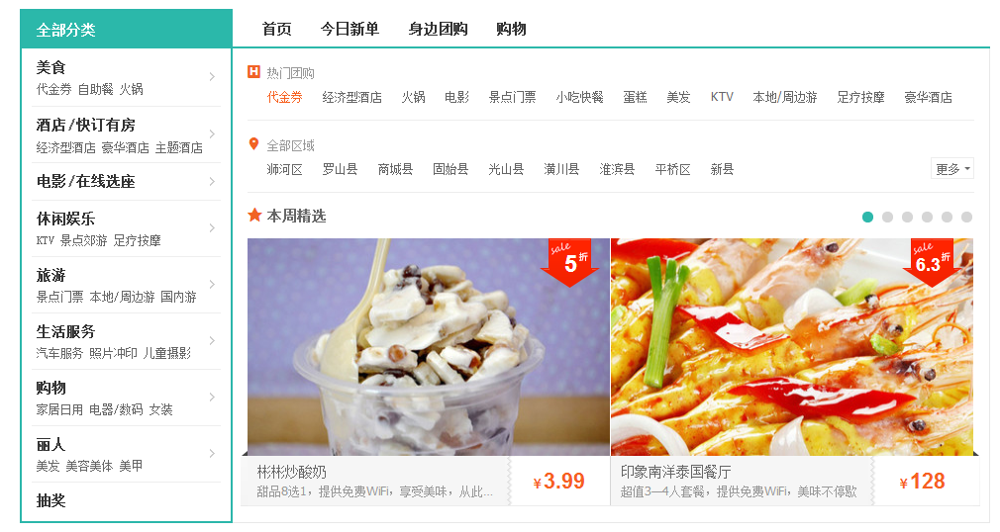 全部分类
首页 今日新单 身边团购 购物
美食
代金券 自助餐 火锅
酒店/快订有房
经济型酒店 豪华酒店 主题酒店
电影/在线选座
休闲娱乐
KTV 景点郊游 足疗按摩
旅游
景点门票 本地/周边游 国内游
生活服务
汽车服务 照片冲印 儿童摄影
购物
家居日用 电器/数码 女装
丽人
美发 美容美体 美甲
抽奖
H 热门团购
代金券 经济型酒店 火锅 电影 景点门票 小吃快餐 蛋糕 美发 KTV 本地/周边游 足疗按摩 豪华酒店
全部区域
浉河区 罗山县 商城县 固始县 光山县 潢川县 淮滨县 平桥区 新县 更多
本周精选
sale
5折
sale
6.3折
彬彬炒酸奶
甜品8选1，提供免费WiFi，享受美味，从此...
¥3.99
印象南洋泰国餐厅
超值3—4人套餐，提供免费WiFi，美味不停歇
¥128